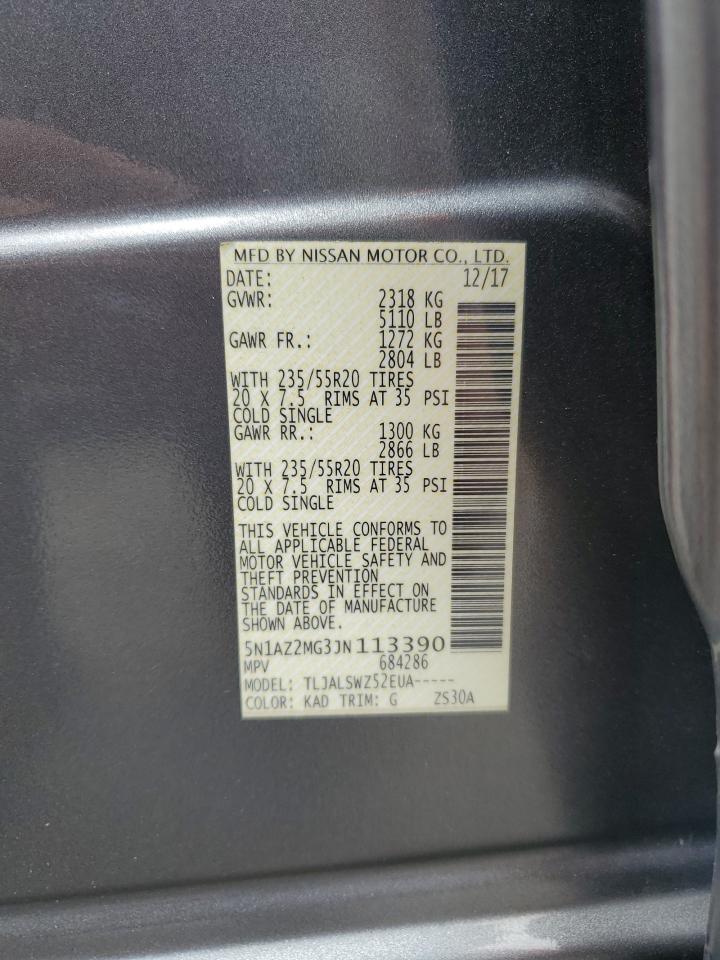 MFD BY NISSAN MOTOR CO., LTD.
DATE: 12/17
GVWR: 2318 KG
5110 LB
GAWR FR.: 1272 KG
2804 LB
WITH 235/55R20 TIRES
20 X 7.5 RIMS AT 35 PSI
COLD SINGLE
GAWR RR.: 1300 KG
2866 LB
WITH 235/55R20 TIRES
20 X 7.5 RIMS AT 35 PSI
COLD SINGLE
THIS VEHICLE CONFORMS TO
ALL APPLICABLE FEDERAL
MOTOR VEHICLE SAFETY AND
THEFT PREVENTION
STANDARDS IN EFFECT ON
THE DATE OF MANUFACTURE
SHOWN ABOVE.
5N1AZ2MG3JN113390
MPV 684286
MODEL: TLJALSWZ52EUA-----
COLOR: KAD TRIM: G ZS30A